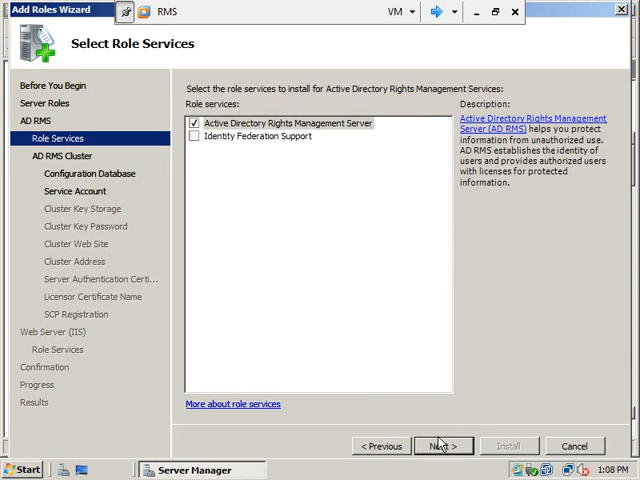 Add Roles Wizard
RMS
VM
Select Role Services
Before You Begin
Server Roles
AD RMS
Role Services
AD RMS Cluster
Configuration Database
Service Account
Cluster Key Storage
Cluster Key Password
Cluster Web Site
Cluster Address
Server Authentication Certi...
Licensor Certificate Name
SCP Registration
Web Server (IIS)
Role Services
Confirmation
Progress
Results
Select the role services to install for Active Directory Rights Management Services:
Role services:
Active Directory Rights Management Server
Identity Federation Support
More about role services
Description:
Active Directory Rights Management
Server (AD RMS) helps you protect
information from unauthorized use.
AD RMS establishes the identity of
users and provides authorized users
with licenses for protected
information.
< Previous
Next >
Install
Cancel
Start
Server Manager
1:08 PM